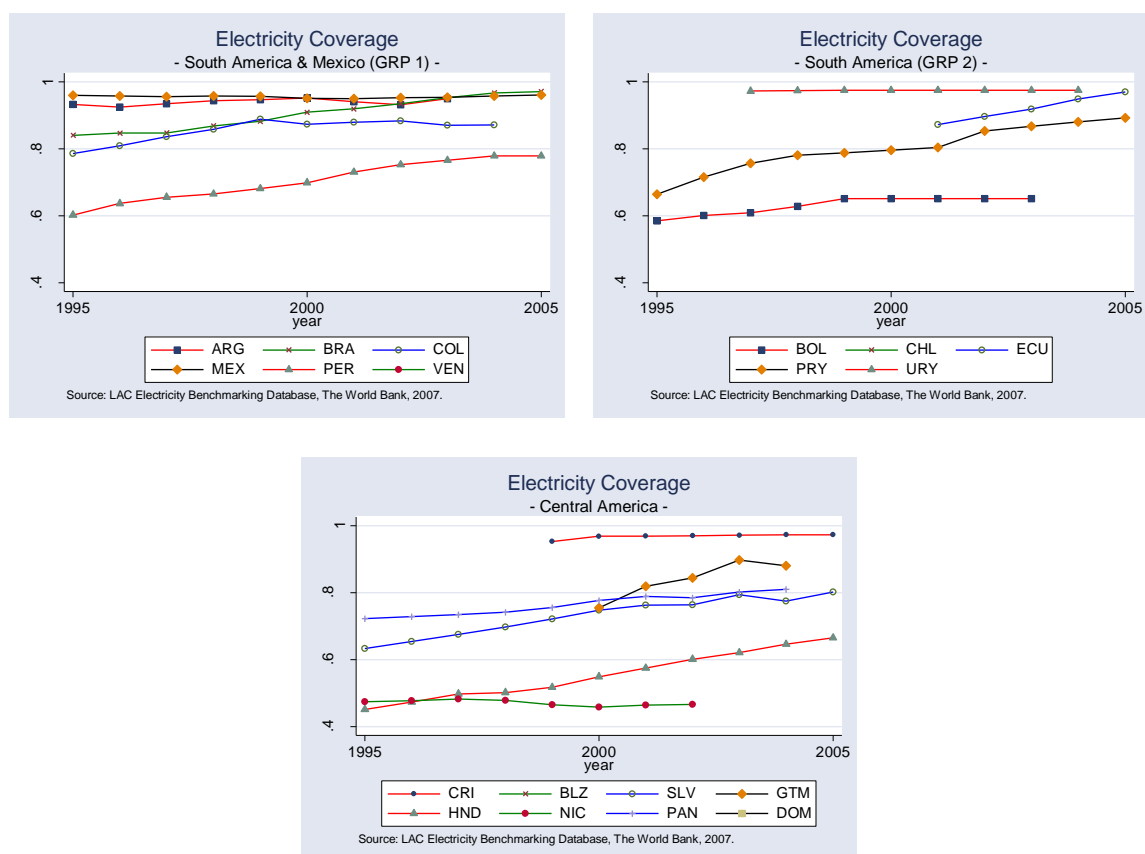 Electricity Coverage
- South America & Mexico (GRP 1) -
1
.8
.6
.4
1995 2000 2005
year
ARG BRA COL
MEX PER VEN
Source: LAC Electricity Benchmarking Database, The World Bank, 2007.
Electricity Coverage
- South America (GRP 2) -
1
.8
.6
.4
1995 2000 2005
year
BOL CHL ECU
PRY URY
Source: LAC Electricity Benchmarking Database, The World Bank, 2007.
Electricity Coverage
- Central America -
1
.8
.6
.4
1995 2000 2005
year
CRI BLZ SLV GTM
HND NIC PAN DOM
Source: LAC Electricity Benchmarking Database, The World Bank, 2007.